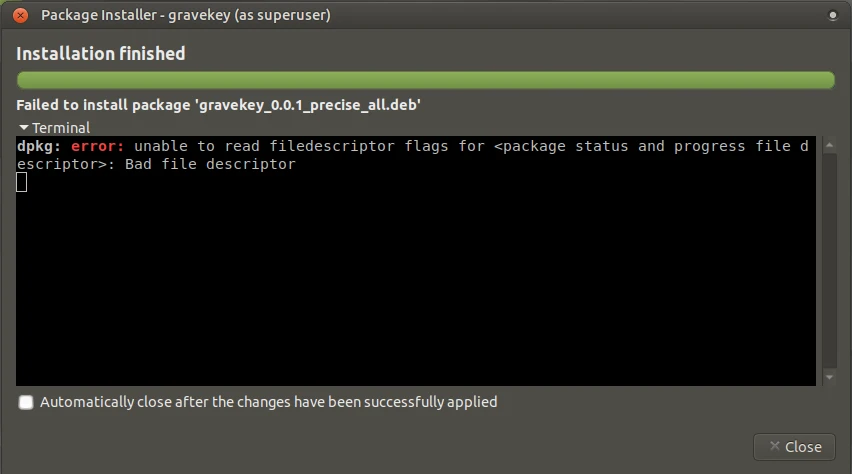 Package Installer - gravekey (as superuser)
Installation finished
Failed to install package 'gravekey_0.0.1_precise_all.deb'
Terminal
dpkg: error: unable to read filedescriptor flags for <package status and progress file d
escriptor>: Bad file descriptor
Automatically close after the changes have been successfully applied
Close